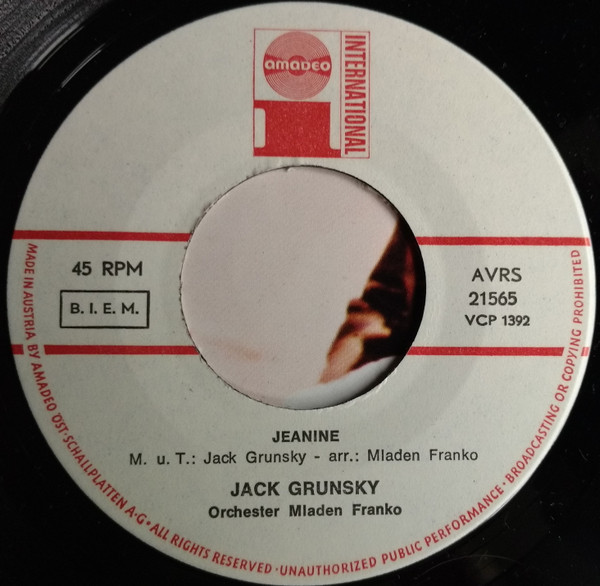 amadeo
INTERNATIONAL
45 RPM
B. I. E. M.
AVRS
21565
VCP 1392
JEANINE
M. u. T.: Jack Grunsky - arr.: Mladen Franko
JACK GRUNSKY
Orchester Mladen Franko
MADE IN AUSTRIA BY AMADEO ÖST·SCHALLPLATTEN A·G·ALL RIGHTS RESERVED·UNAUTHORIZED PUBLIC PERFORMANCE·BROADCASTING OR COPYING PROHIBITED